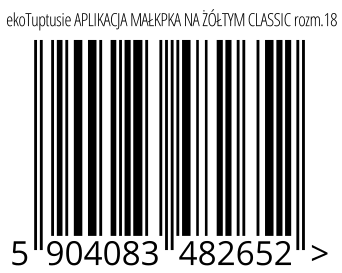 ekoTuptusie APLIKACJA MAŁKPKA NA ŻÓŁTYM CLASSIC rozm.18
5 904083 482652 >